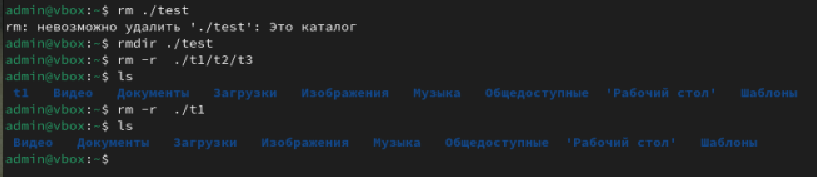 admin@vbox:~$ rm ./test
rm: невозможно удалить './test': Это каталог
admin@vbox:~$ rmdir ./test
admin@vbox:~$ rm -r  ./t1/t2/t3
admin@vbox:~$ ls
t1   Видео   Документы   Загрузки   Изображения   Музыка   Общедоступные  'Рабочий стол'   Шаблоны
admin@vbox:~$ rm -r  ./t1
admin@vbox:~$ ls
Видео   Документы   Загрузки   Изображения   Музыка   Общедоступные  'Рабочий стол'   Шаблоны
admin@vbox:~$